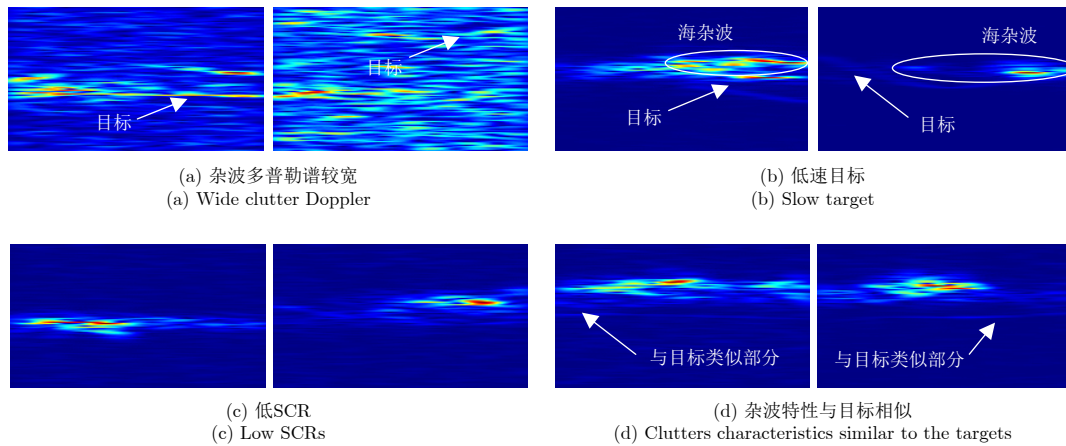 目标
目标
海杂波
目标
海杂波
目标
(a) 杂波多普勒谱较宽
(a) Wide clutter Doppler
(b) 低速目标
(b) Slow target
与目标类似部分
与目标类似部分
(c) 低SCR
(c) Low SCRs
(d) 杂波特性与目标相似
(d) Clutters characteristics similar to the targets